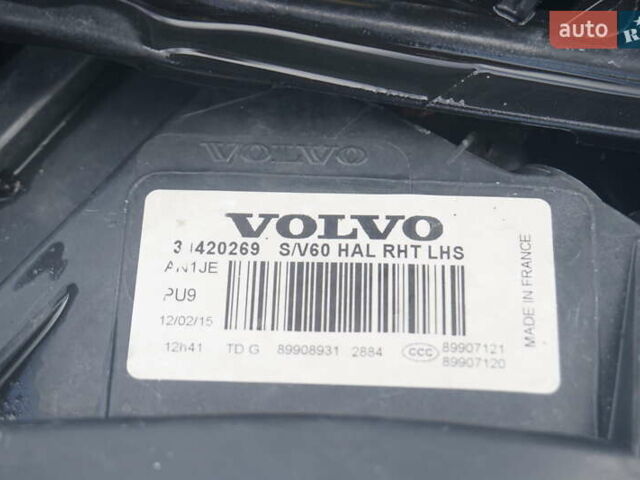 auto
R
VOLVO
VOLVO
S/V60 HAL RHT LHS
AN1JE
PU9
12/02/15
12h41 TD G 89908931 2884 CCC 89907121
89907120
MADE IN FRANCE